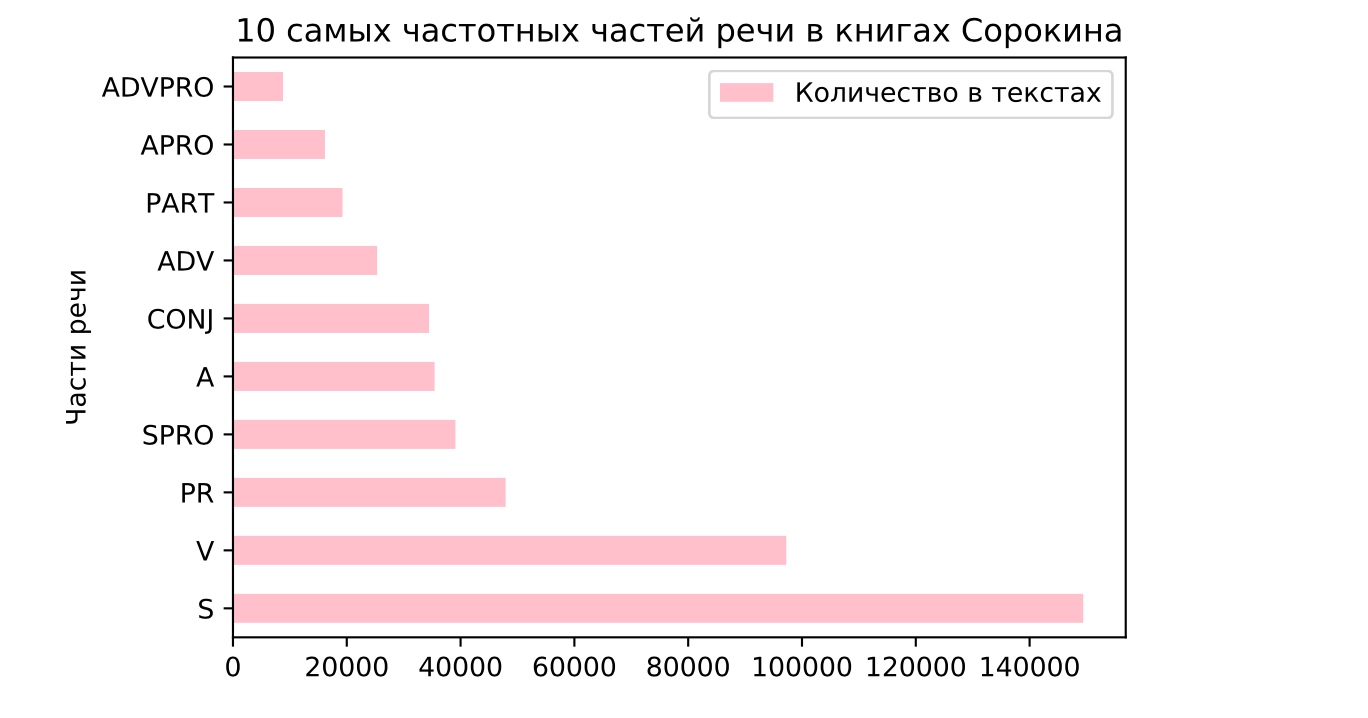 10 самых частотных частей речи в книгах Сорокина
Количество в текстах
Части речи
ADVPRO
APRO
PART
ADV
CONJ
A
SPRO
PR
V
S
0 20000 40000 60000 80000 100000 120000 140000